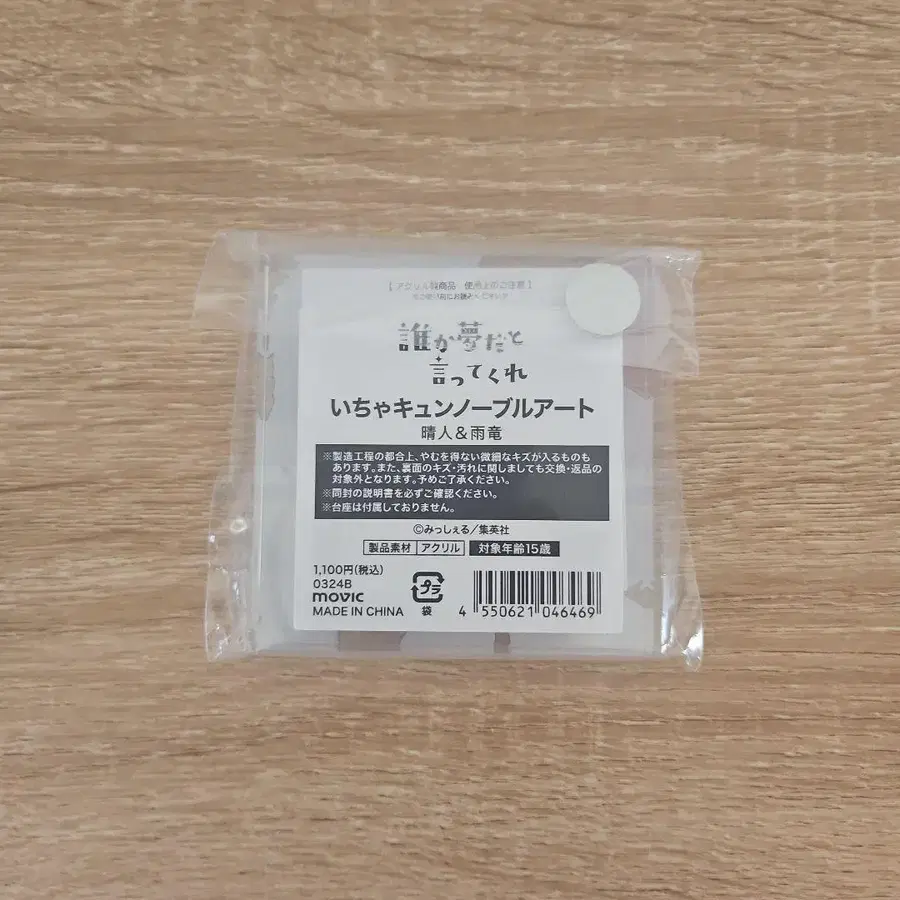 【アクリル製商品　使用上のご注意】
誰か夢だと
言ってくれ
いちゃキュンノーブルアート
晴人＆雨竜
※製造工程の都合上、やむを得ない微細なキズが入るものも
あります。また、裏面のキズ・汚れに関しましても交換・返品の
対象外となります。予めご了承ください。
※同封の説明書を必ずご確認ください。
※台座は付属しておりません。
©みっしぇる／集英社
製品素材 アクリル 対象年齢15歳
1,100円(税込)
0324B
movic
MADE IN CHINA
プラ
袋
4 550621 046469